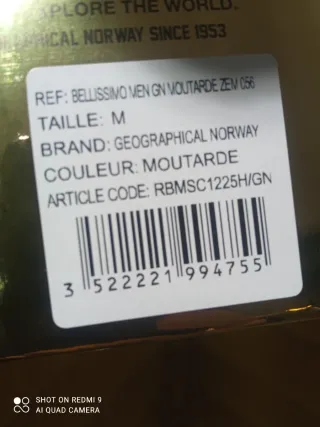 XPLORE THE WORLD.
PHICAL NORWAY SINCE 1953
REF: BELLISSIMO MEN GN MOUTARDE ZEM 056
TAILLE: M
BRAND: GEOGRAPHICAL NORWAY
COULEUR: MOUTARDE
ARTICLE CODE: RBMSC1225H/GN
3 522221 994755
SHOT ON REDMI 9
AI QUAD CAMERA